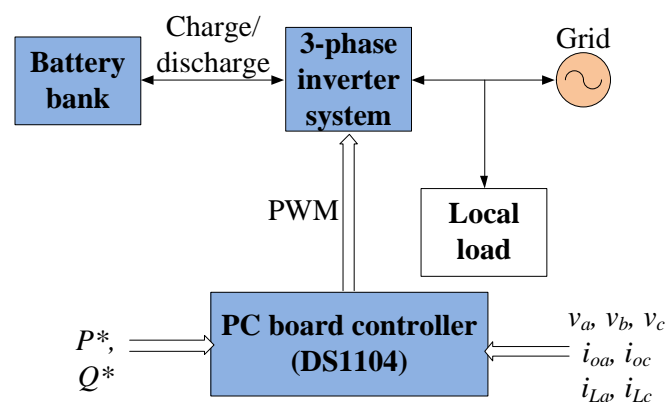 Charge/
discharge
Battery
bank
3-phase
inverter
system
Grid
PWM
Local
load
PC board controller
(DS1104)
P*,
Q*
va, vb, vc
ioa, ioc
iLa, iLc